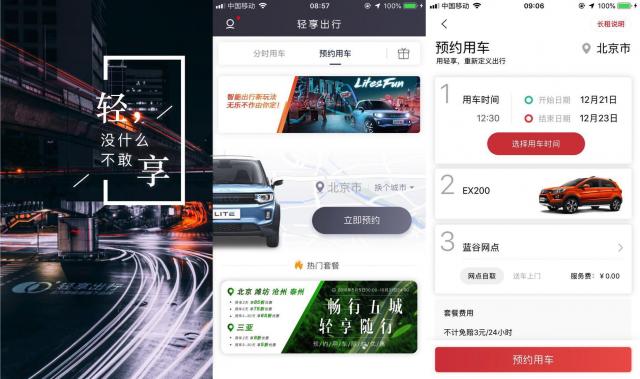 轻，
没什么
不敢
享
轻享出行
中国移动
08:57
100%
轻享出行
分时用车
预约用车
智能出行新玩法
无乐不作由你定！
LITE
北京市
换个城市
立即预约
热门套餐
北京 潍坊 沧州 泰州
三亚
畅行五城
轻享随行
中国移动
09:06
100%
长租说明
预约用车
用轻享，重新定义出行
北京市
1
用车时间
开始日期
12月21日
12:30
结束日期
12月23日
选择用车时间
2
EX200
3
蓝谷网点
网点自取
送车上门
服务费：￥0.00
套餐费用
不计免赔3元/24小时
预约用车